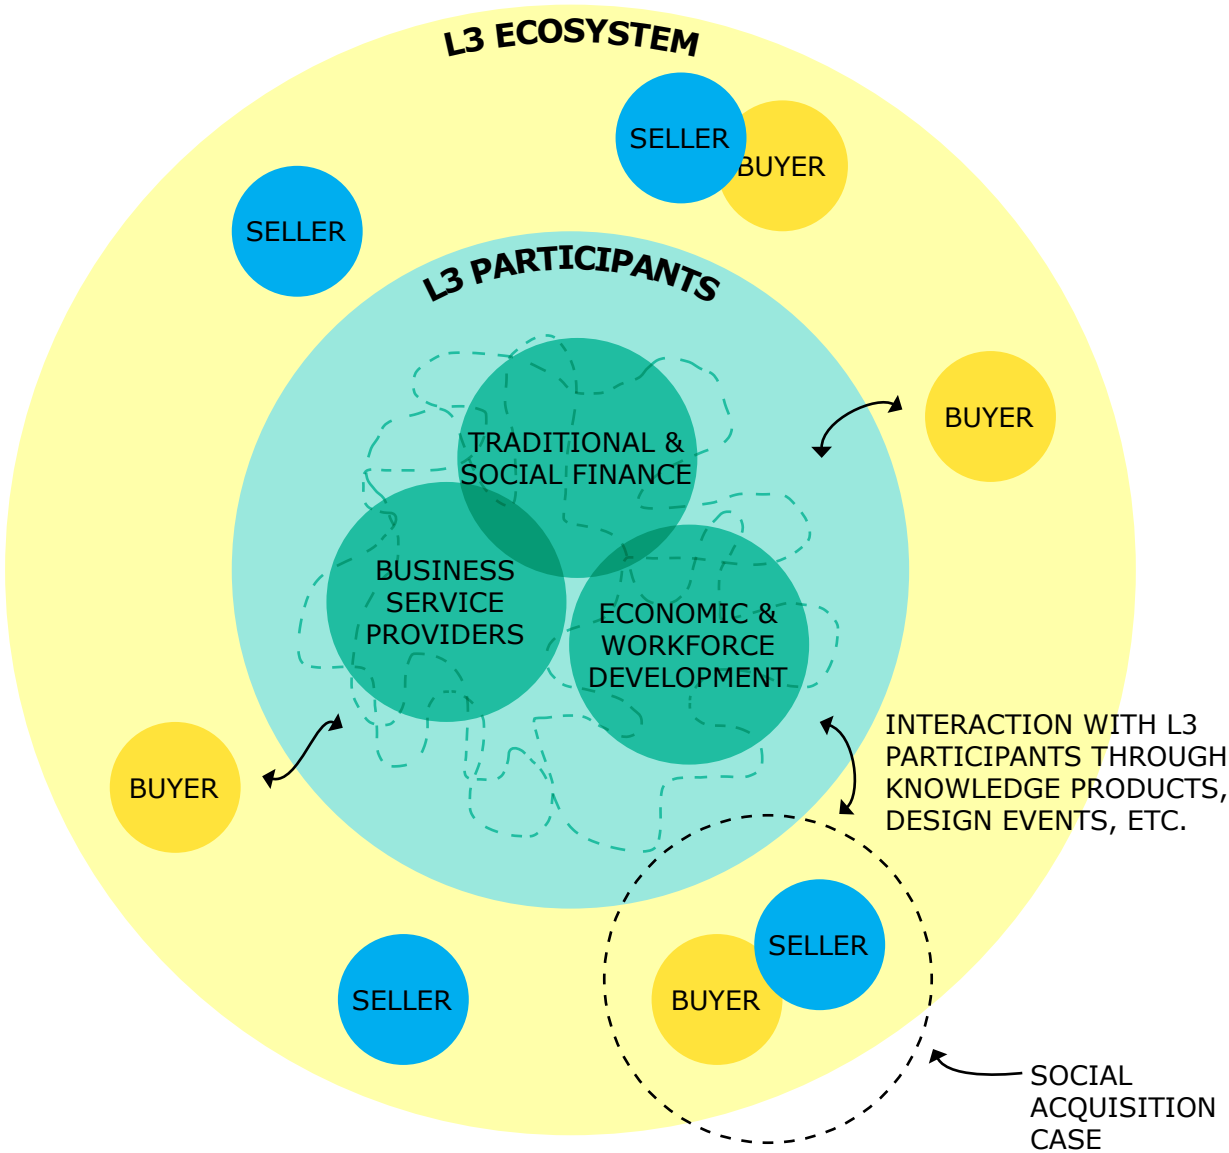 L3 ECOSYSTEM
SELLER
BUYER
SELLER
L3 PARTICIPANTS
BUYER
TRADITIONAL &
SOCIAL FINANCE
BUSINESS
SERVICE
PROVIDERS
ECONOMIC &
WORKFORCE
DEVELOPMENT
INTERACTION WITH L3
PARTICIPANTS THROUGH
KNOWLEDGE PRODUCTS,
DESIGN EVENTS, ETC.
BUYER
SELLER
BUYER
SELLER
SOCIAL
ACQUISITION
CASE